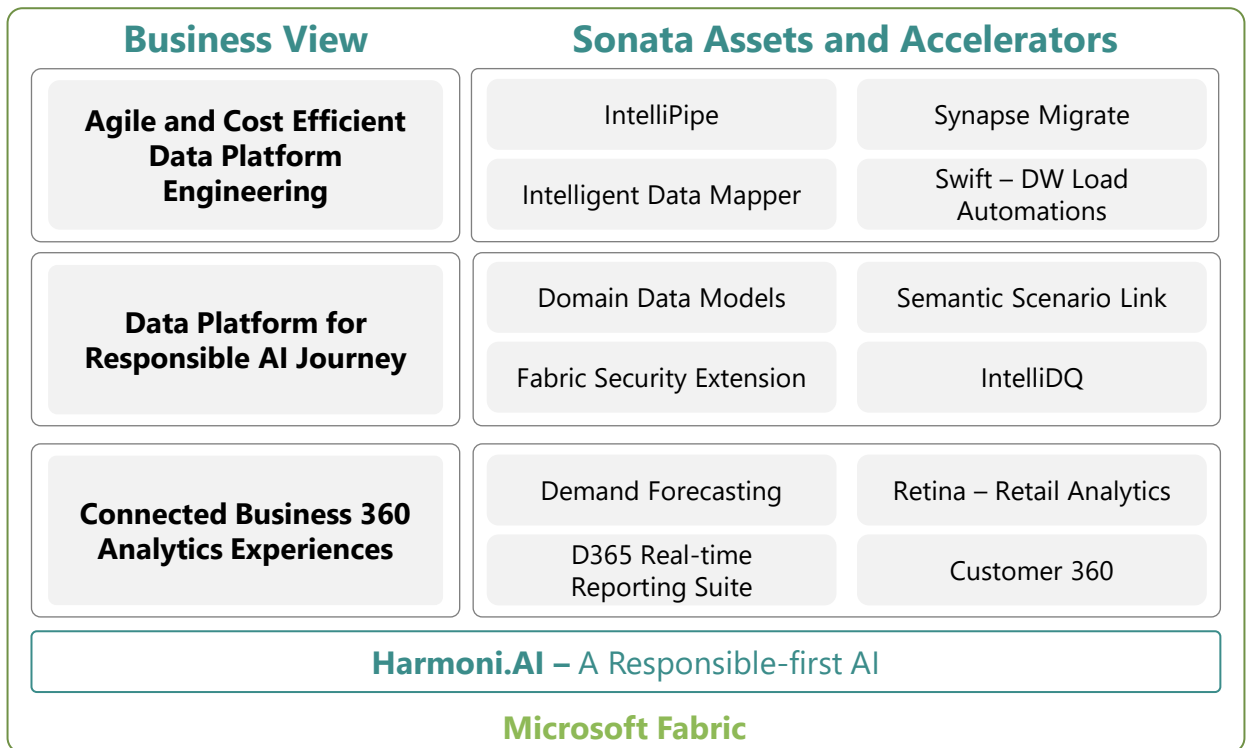 Business View
Sonata Assets and Accelerators
Agile and Cost Efficient
Data Platform
Engineering
IntelliPipe
Synapse Migrate
Intelligent Data Mapper
Swift – DW Load
Automations
Data Platform for
Responsible AI Journey
Domain Data Models
Semantic Scenario Link
Fabric Security Extension
IntelliDQ
Connected Business 360
Analytics Experiences
Demand Forecasting
Retina – Retail Analytics
D365 Real-time
Reporting Suite
Customer 360
Harmoni.AI – A Responsible-first AI
Microsoft Fabric